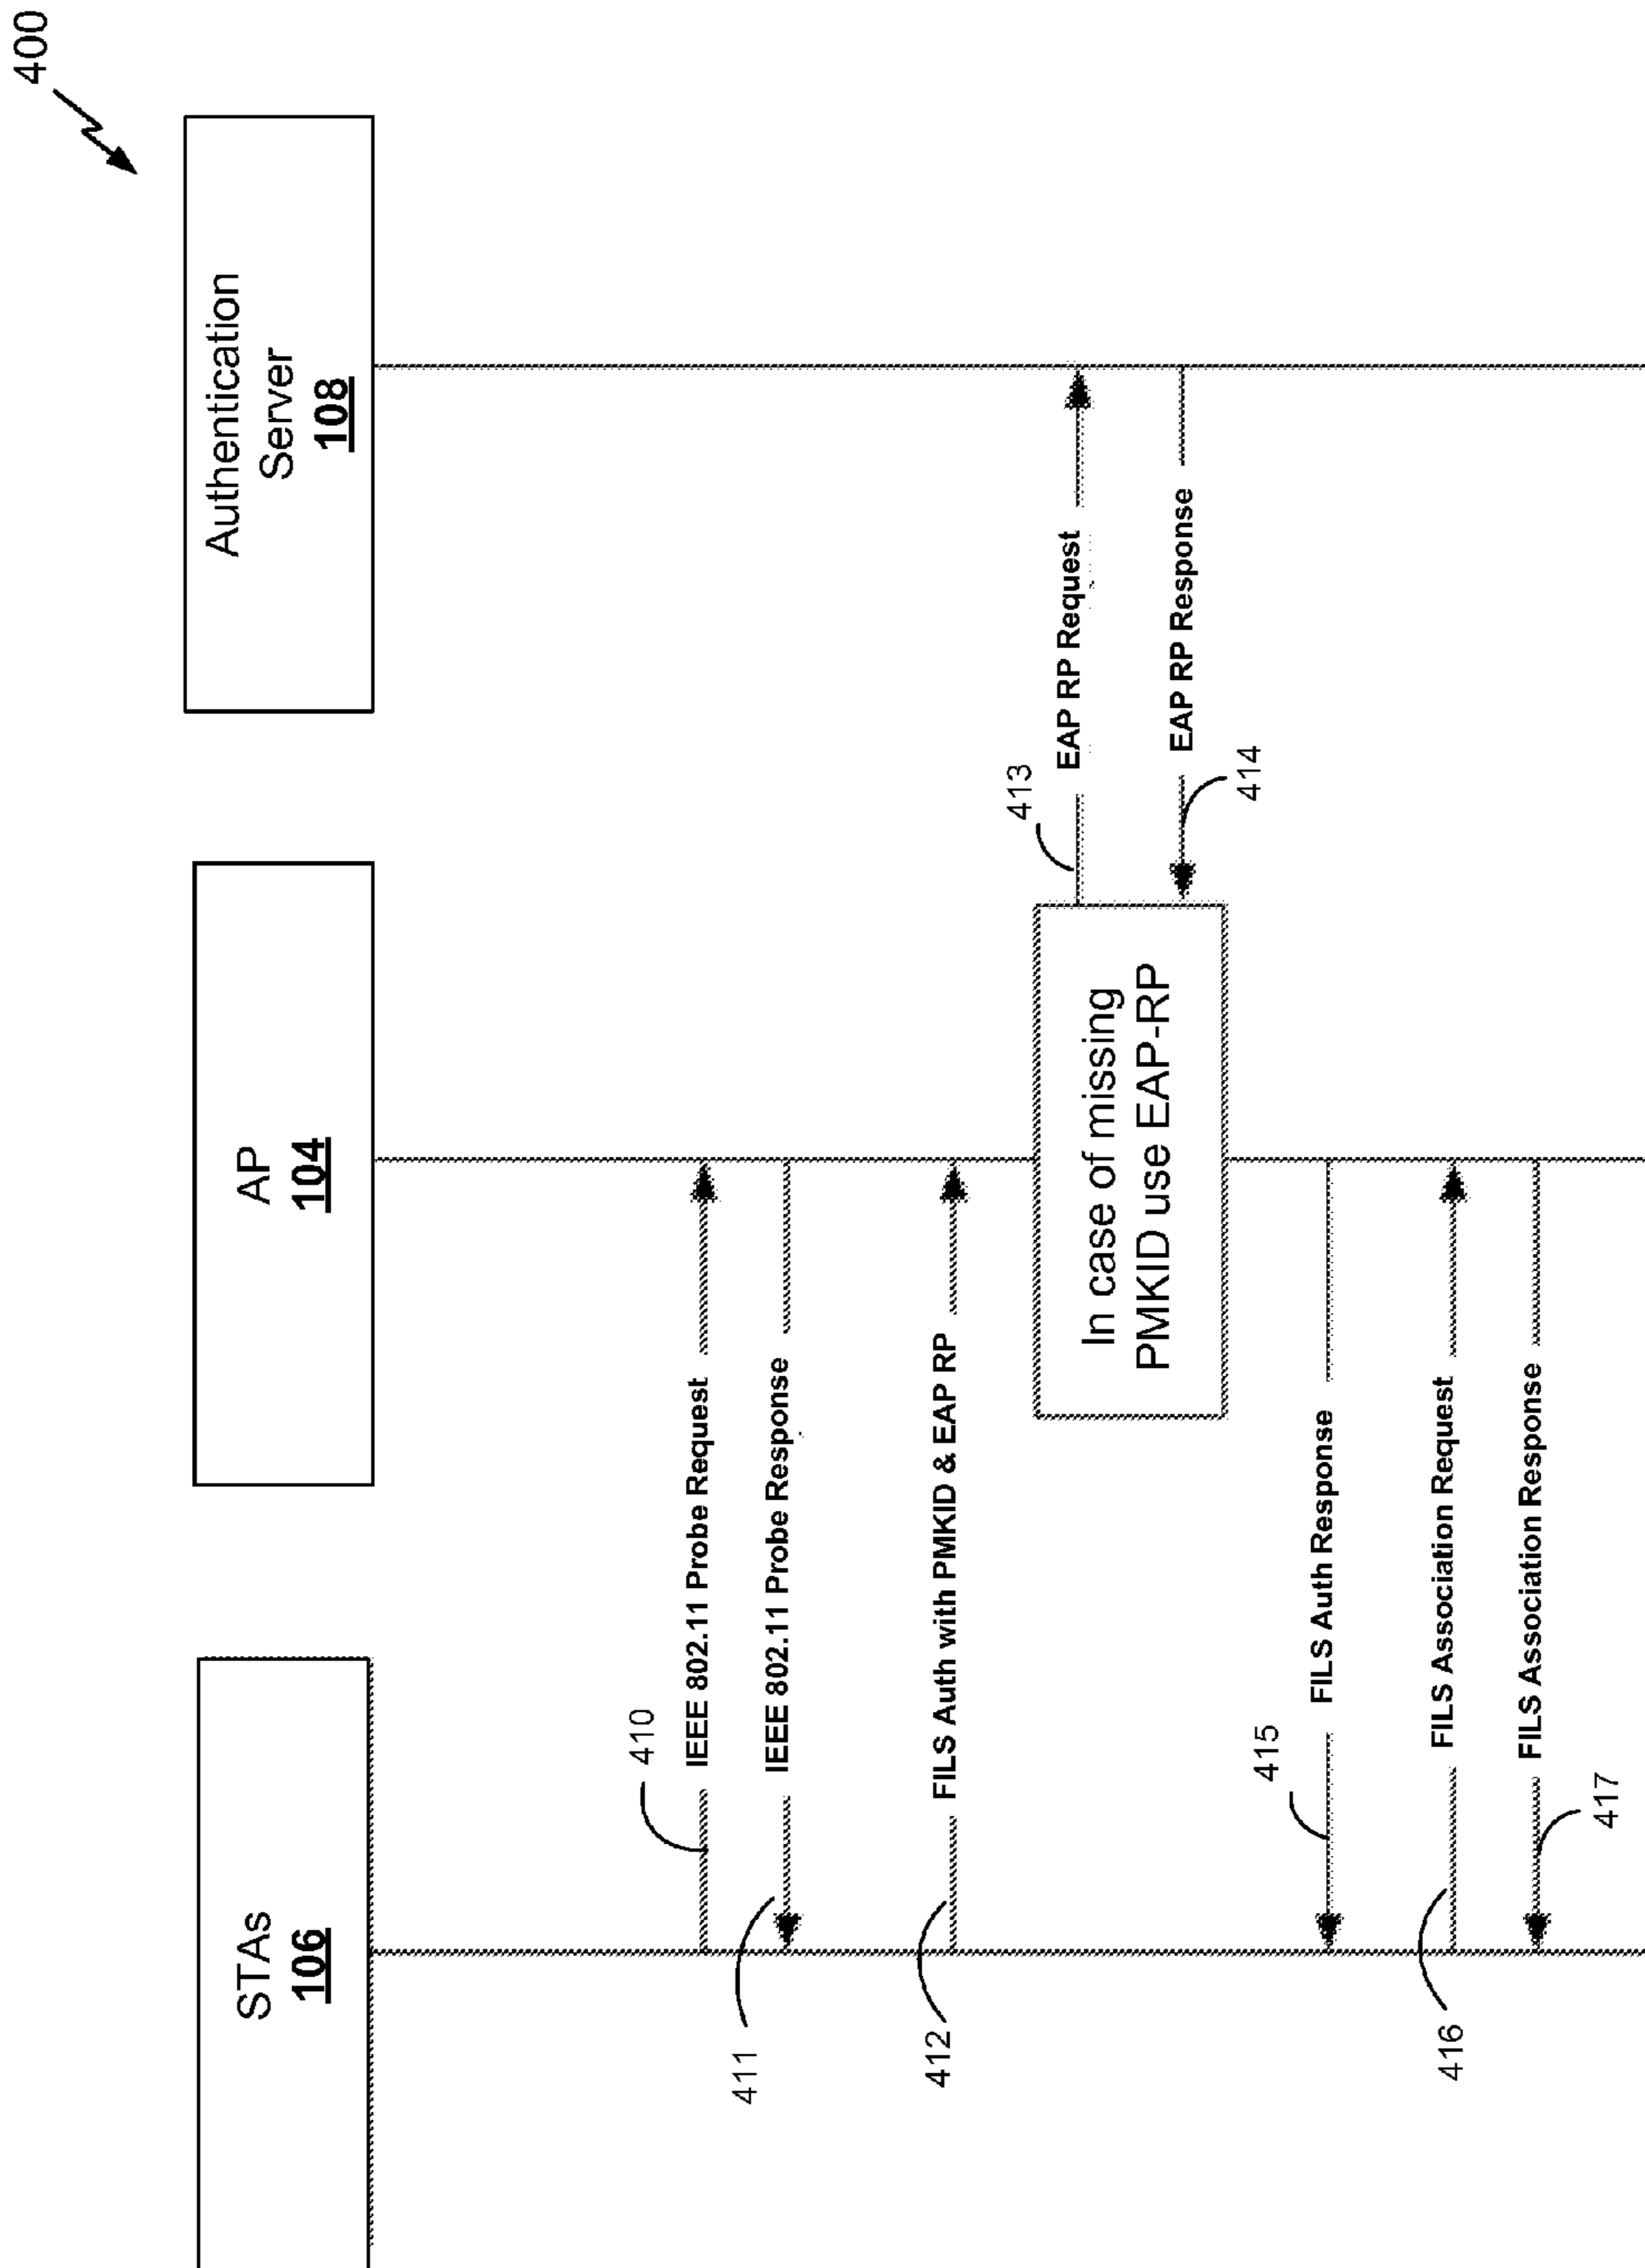 400
STAs
106
AP
104
Authentication
Server
108
410
IEEE 802.11 Probe Request
411
IEEE 802.11 Probe Response
412
FILS Auth with PMKID & EAP RP
In case of missing
PMKID use EAP-RP
413
EAP RP Request
EAP RP Response
414
415
FILS Auth Response
416
FILS Association Request
FILS Association Response
417